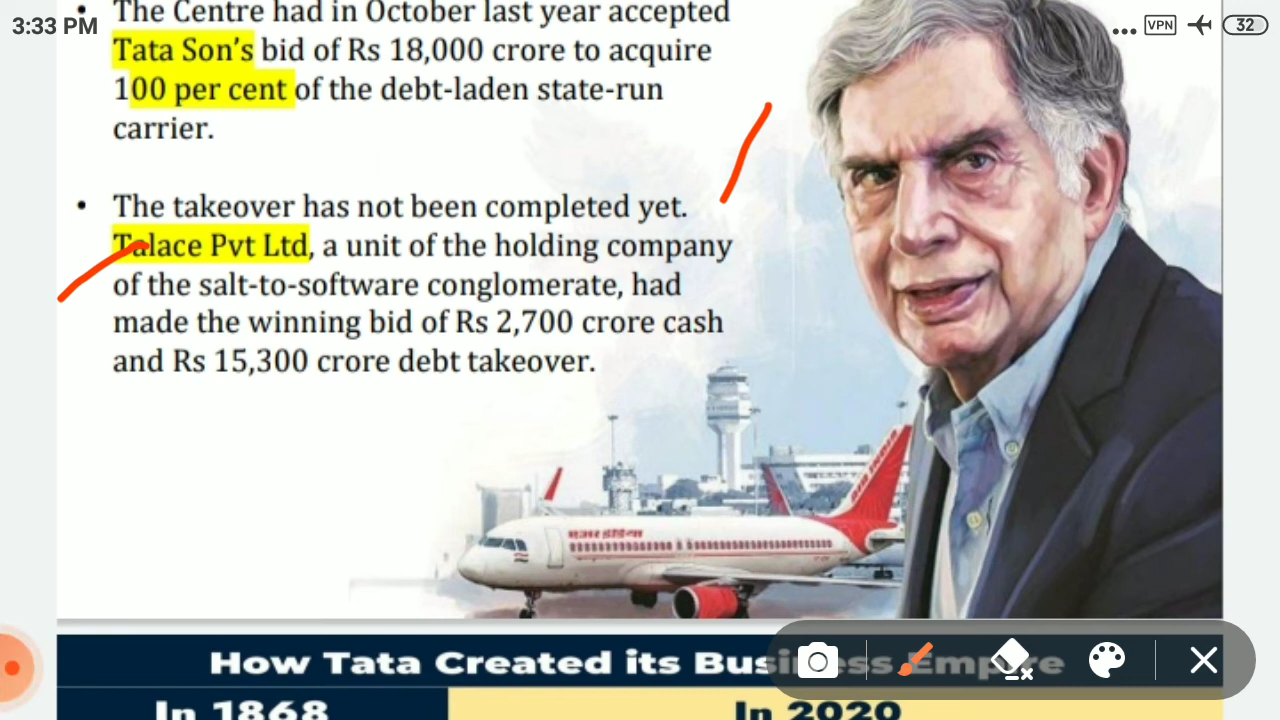 The Centre had in October last year accepted
3:33 PM
VPN
32
Tata Son's bid of Rs 18,000 crore to acquire
100 per cent of the debt-laden state-run
carrier.
• The takeover has not been completed yet.
Talace Pvt Ltd, a unit of the holding company
of the salt-to-software conglomerate, had
made the winning bid of Rs 2,700 crore cash
and Rs 15,300 crore debt takeover.
AIR INDIA
एअर इंडिया
How Tata Created its Business Empire
In 1868
In 2020